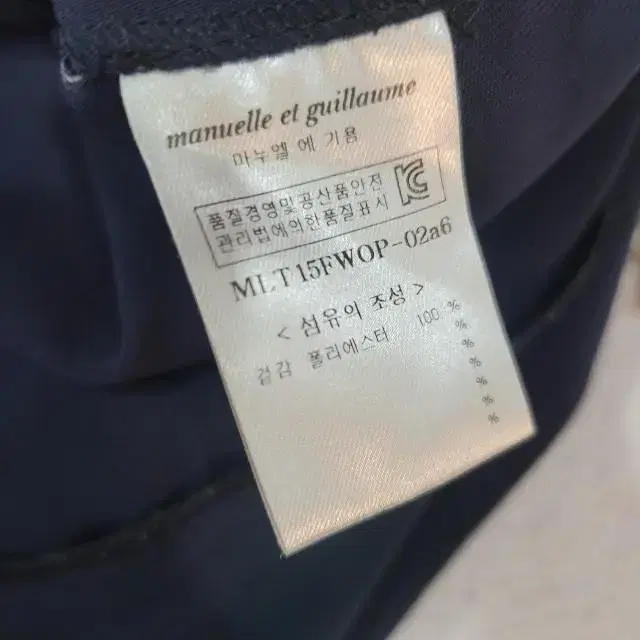 manuelle et guillaume
마누엘 에 기용
품질경영및공산품안전
관리법에의한품질표시
MLT15FWOP-02a6
< 섬유의 조성 >
겉감 폴리에스터 100 %
%
%
%
%
%